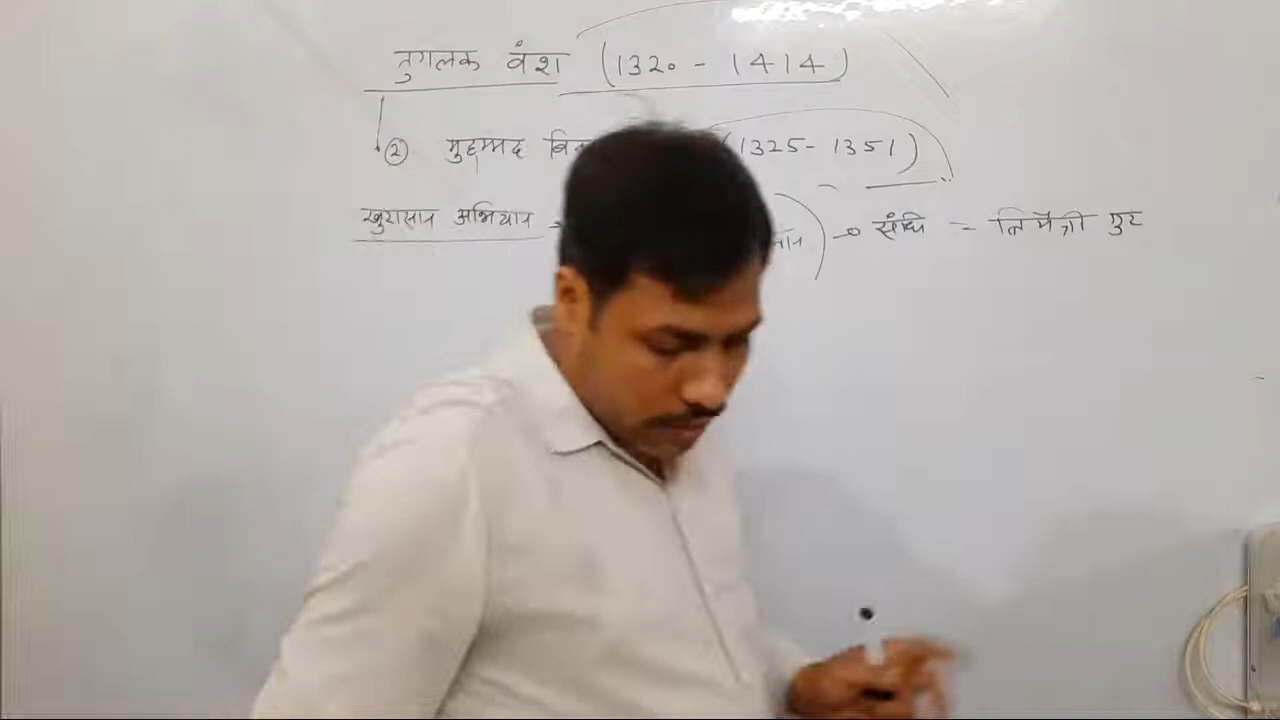 तुगलक वंश (1320 - 1414)
② मुहम्मद बिन (1325 - 1351)
खुरासान अभियान - संधि = त्रिमैत्री गुट